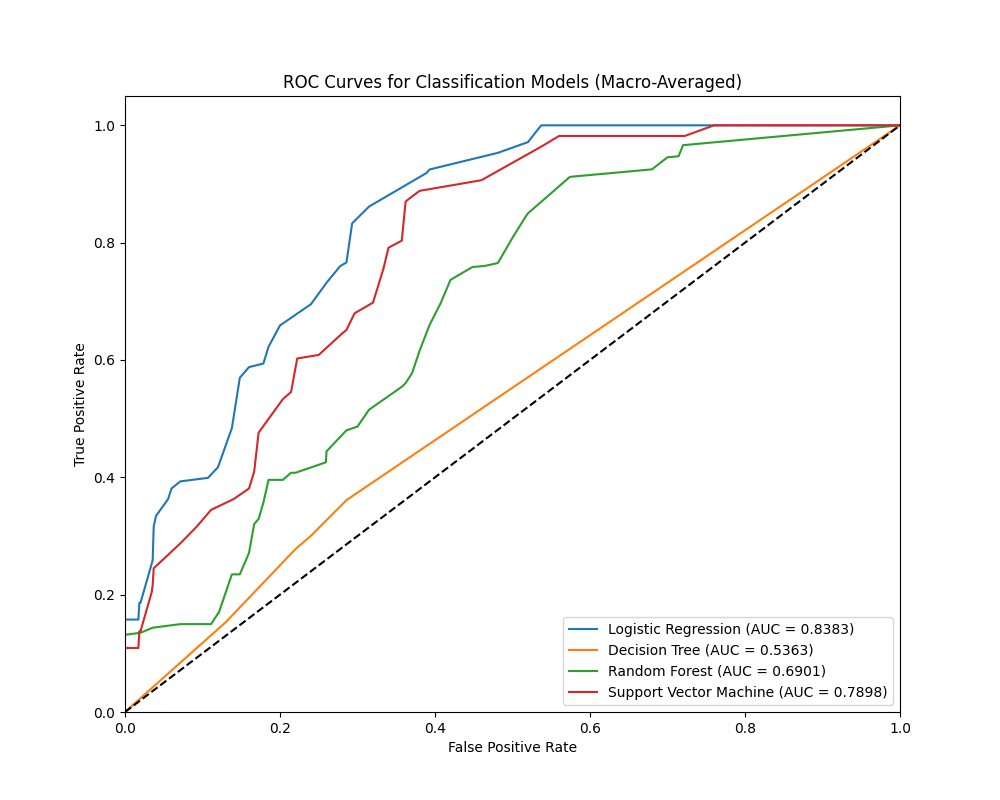 ROC Curves for Classification Models (Macro-Averaged)
True Positive Rate
1.0
0.8
0.6
0.4
0.2
0.0
Logistic Regression (AUC = 0.8383)
Decision Tree (AUC = 0.5363)
Random Forest (AUC = 0.6901)
Support Vector Machine (AUC = 0.7898)
0.0 0.2 0.4 0.6 0.8 1.0
False Positive Rate